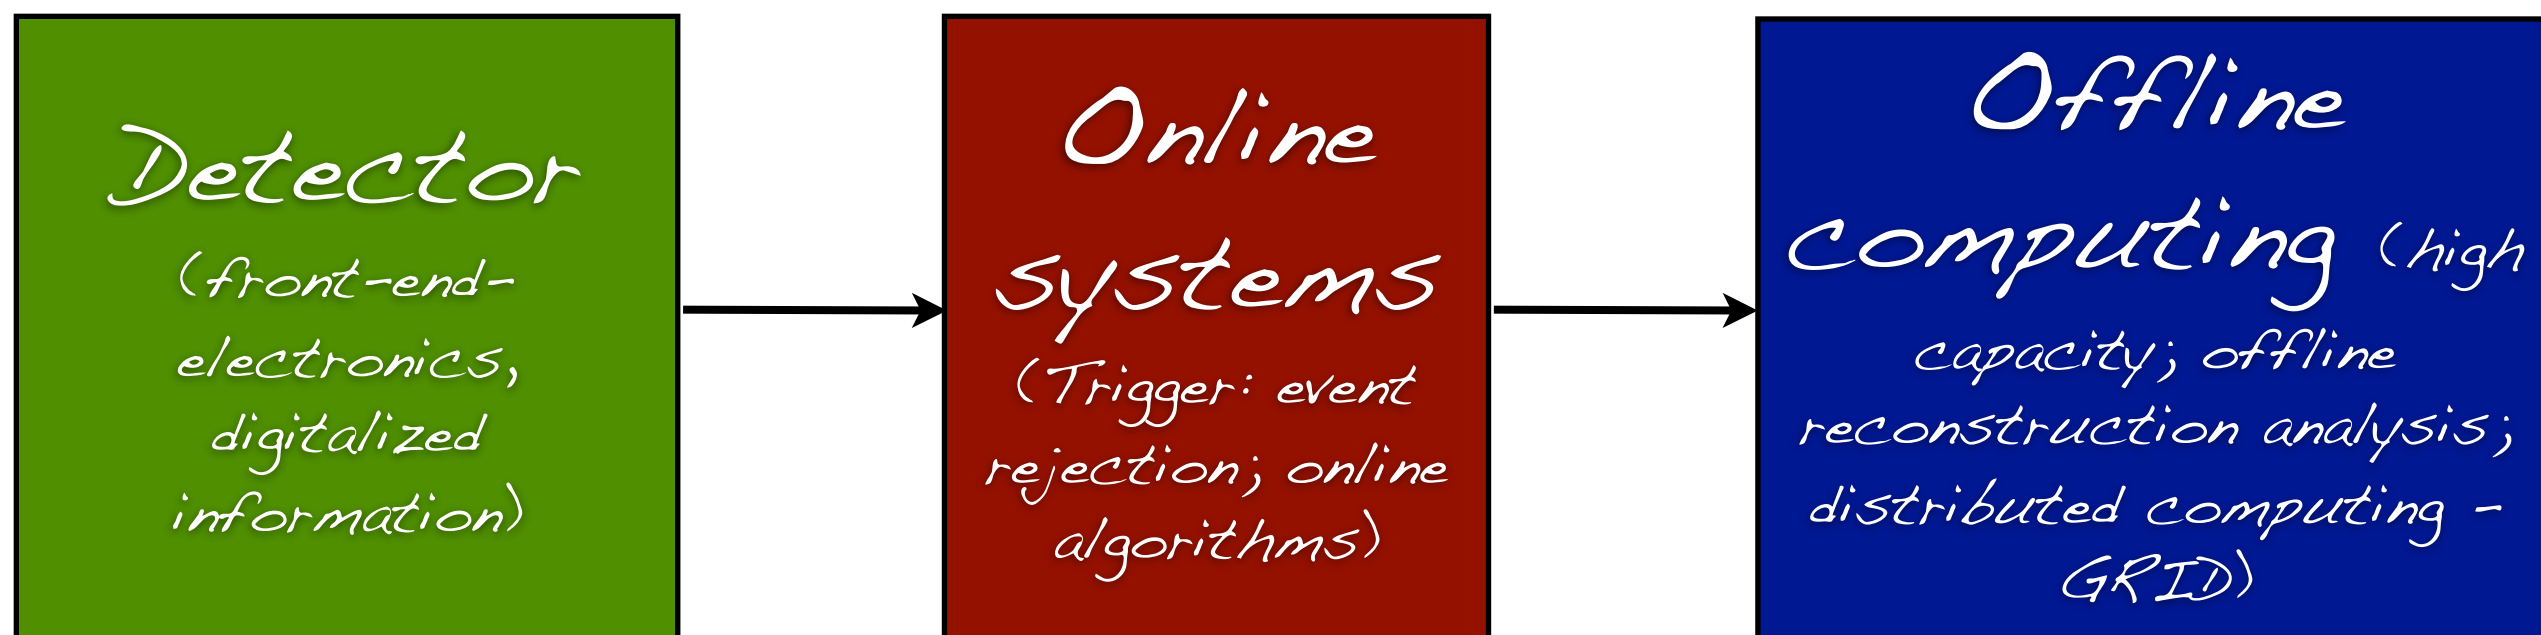 Detector
(front-end-
electronics,
digitalized
information)
Online
systems
(Trigger: event
rejection; online
algorithms)
Offline
computing (high
capacity; offline
reconstruction analysis;
distributed computing -
GRID)